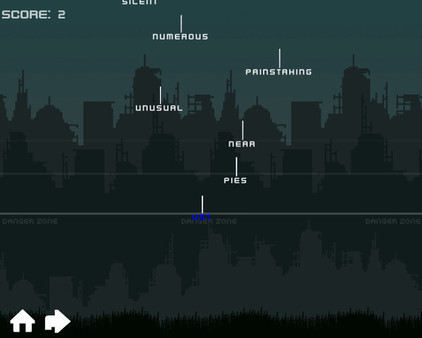 SILENT
SCORE: 2
NUMEROUS
PAINSTAKING
UNUSUAL
NEAR
PIES
DANGER ZONE DANGER ZONE DANGER ZONE